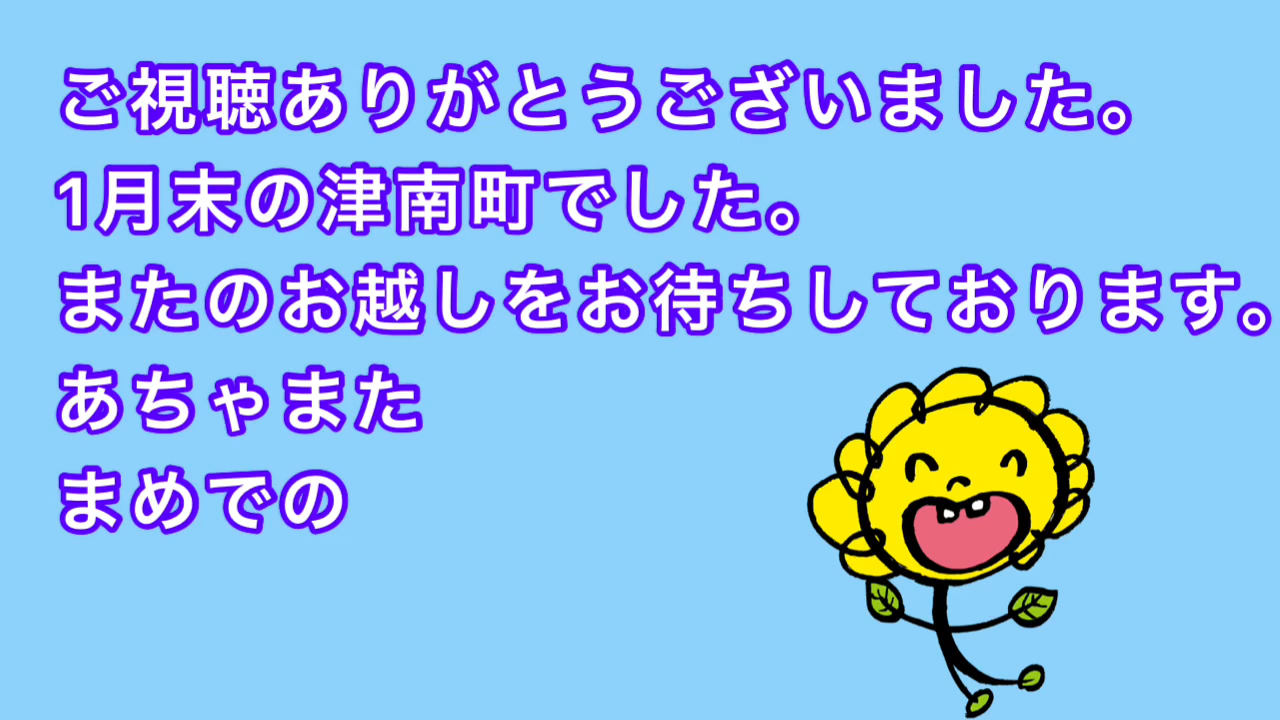 ご視聴ありがとうございました。
1月末の津南町でした。
またのお越しをお待ちしております。
あちゃまた
まめでの